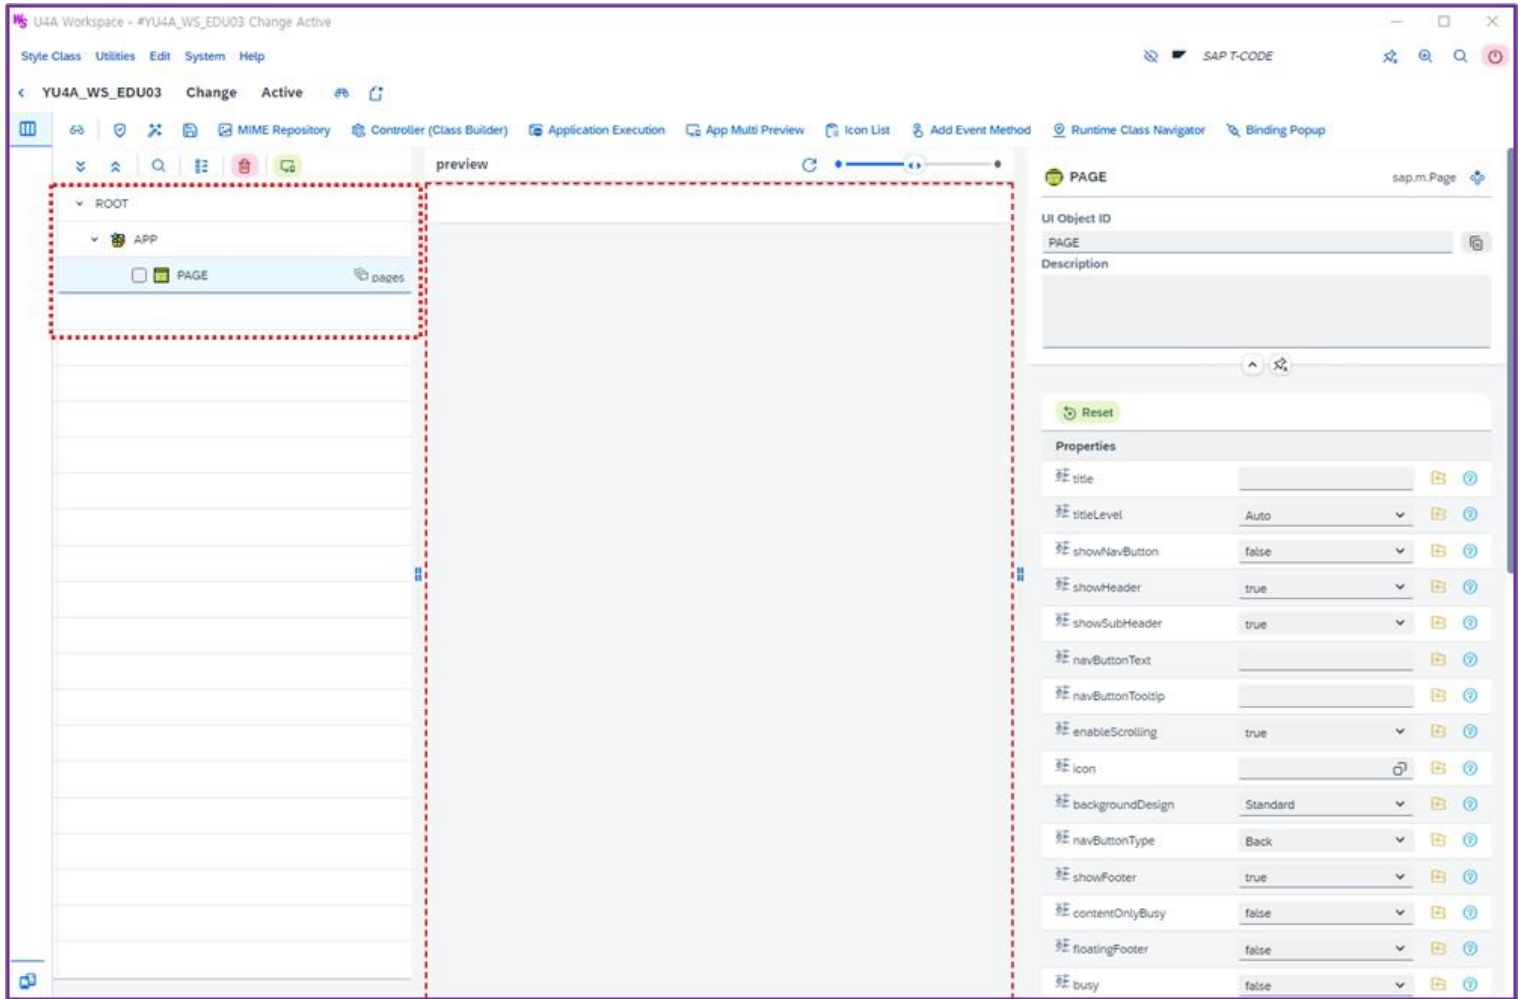 U4A Workspace - #YU4A_WS_EDU03 Change Active
Style Class Utilities Edit System Help SAP T-CODE
YU4A_WS_EDU03 Change Active
MIME Repository Controller (Class Builder) Application Execution App Multi Preview Icon List Add Event Method Runtime Class Navigator Binding Popup
preview
ROOT
APP
PAGE pages
PAGE sap.m.Page
UI Object ID
PAGE
Description
Reset
Properties
title
titleLevel Auto
showNavButton false
showHeader true
showSubHeader true
navButtonText
navButtonTooltip
enableScrolling true
icon
backgroundDesign Standard
navButtonType Back
showFooter true
contentOnlyBusy false
floatingFooter false
busy false